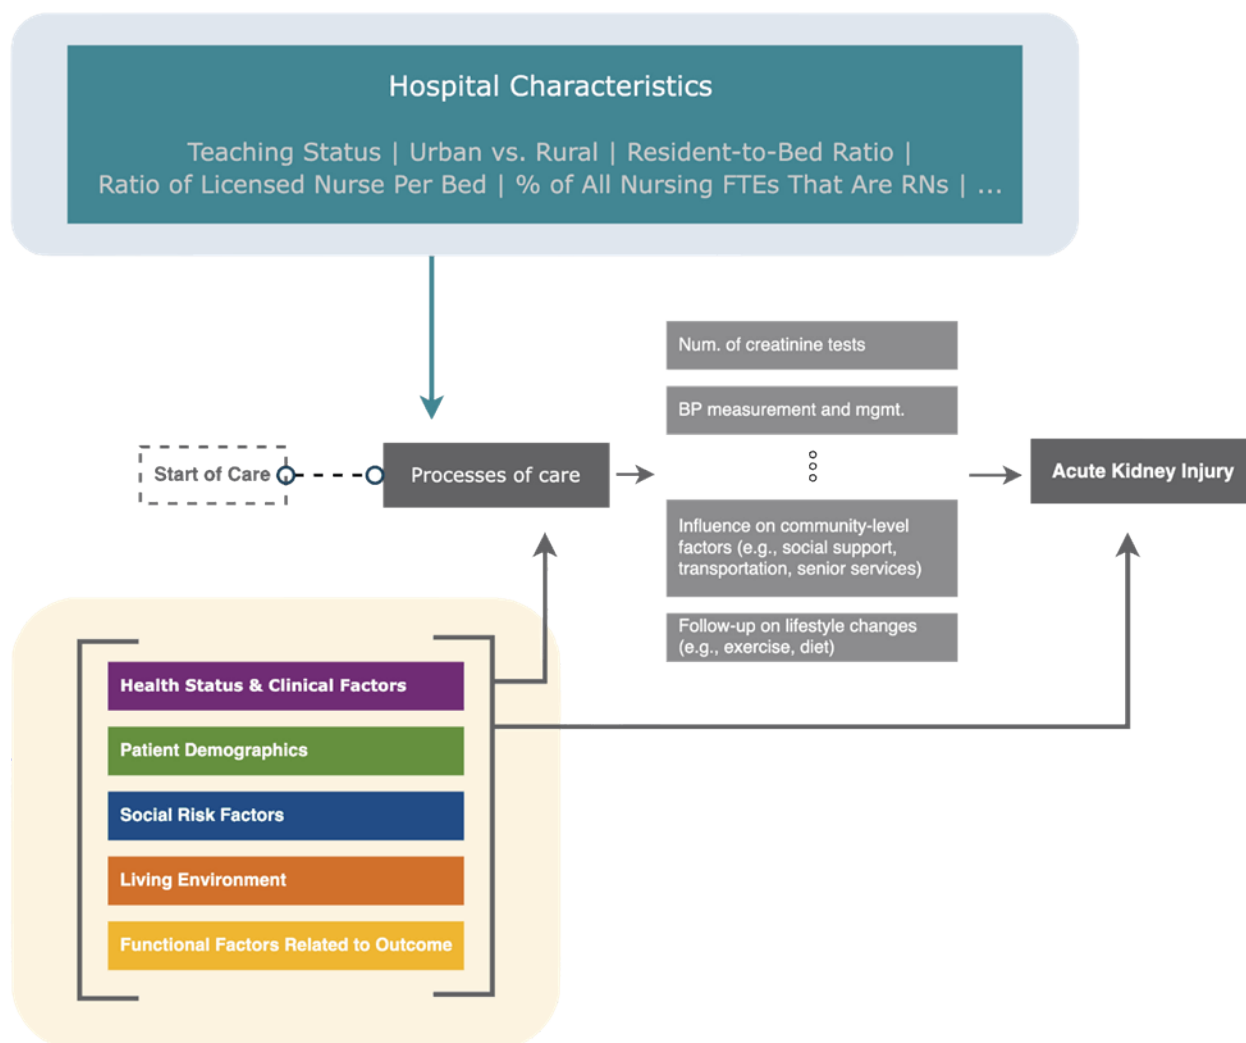 Hospital Characteristics
Teaching Status | Urban vs. Rural | Resident-to-Bed Ratio |
Ratio of Licensed Nurse Per Bed | % of All Nursing FTEs That Are RNs | ...
Num. of creatinine tests
BP measurement and mgmt.
Start of Care
Processes of care
Acute Kidney Injury
Influence on community-level
factors (e.g., social support,
transportation, senior services)
Follow-up on lifestyle changes
(e.g., exercise, diet)
Health Status & Clinical Factors
Patient Demographics
Social Risk Factors
Living Environment
Functional Factors Related to Outcome